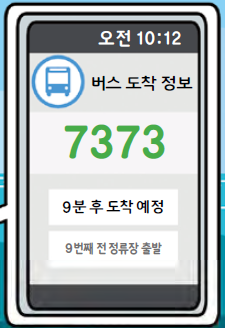 오전 10:12
버스 도착 정보
7373
9분 후 도착 예정
9번째 전 정류장 출발